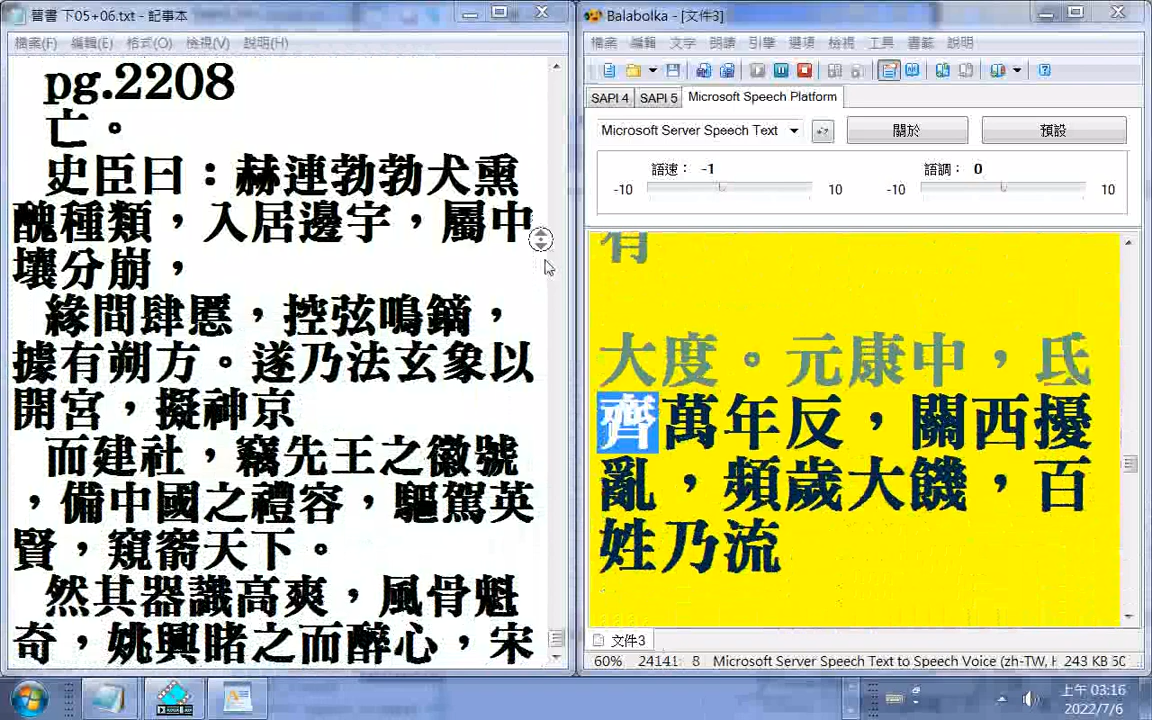 晉書 下05+06.txt - 記事本
檔案(F) 編輯(E) 格式(O) 檢視(V) 說明(H)
pg.2208
亡。
史臣曰：赫連勃勃犬熏
醜種類，入居邊宇，屬中
壞分崩，
緣間肆慝，控弦鳴鏑，
據有朔方。遂乃法玄象以
開宮，擬神京
而建社，竊先王之徽號
，備中國之禮容，驅駕英
賢，窺窬天下。
然其器識高爽，風骨魁
奇，姚興睹之而醉心，宋
Balabolka - [文件3]
檔案 編輯 文字 朗讀 引擎 選項 檢視 工具 書籤 說明
SAPI 4 SAPI 5 Microsoft Speech Platform
Microsoft Server Speech Text
關於 預設
語速： -1 語調： 0
-10 10 -10 10
有
大度。元康中，氐
齊萬年反，關西擾
亂，頻歲大饑，百
姓乃流
文件3
60% 24141: 8 Microsoft Server Speech Text to Speech Voice (zh-TW, H 243 KB
上午 03:16
2022/7/6